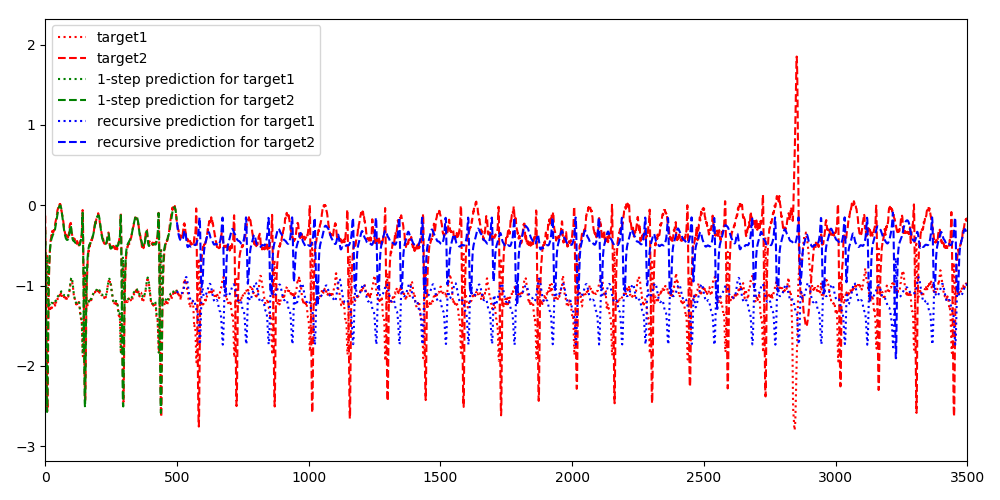 target1
target2
1-step prediction for target1
1-step prediction for target2
recursive prediction for target1
recursive prediction for target2
2
1
0
−1
−2
−3
0 500 1000 1500 2000 2500 3000 3500